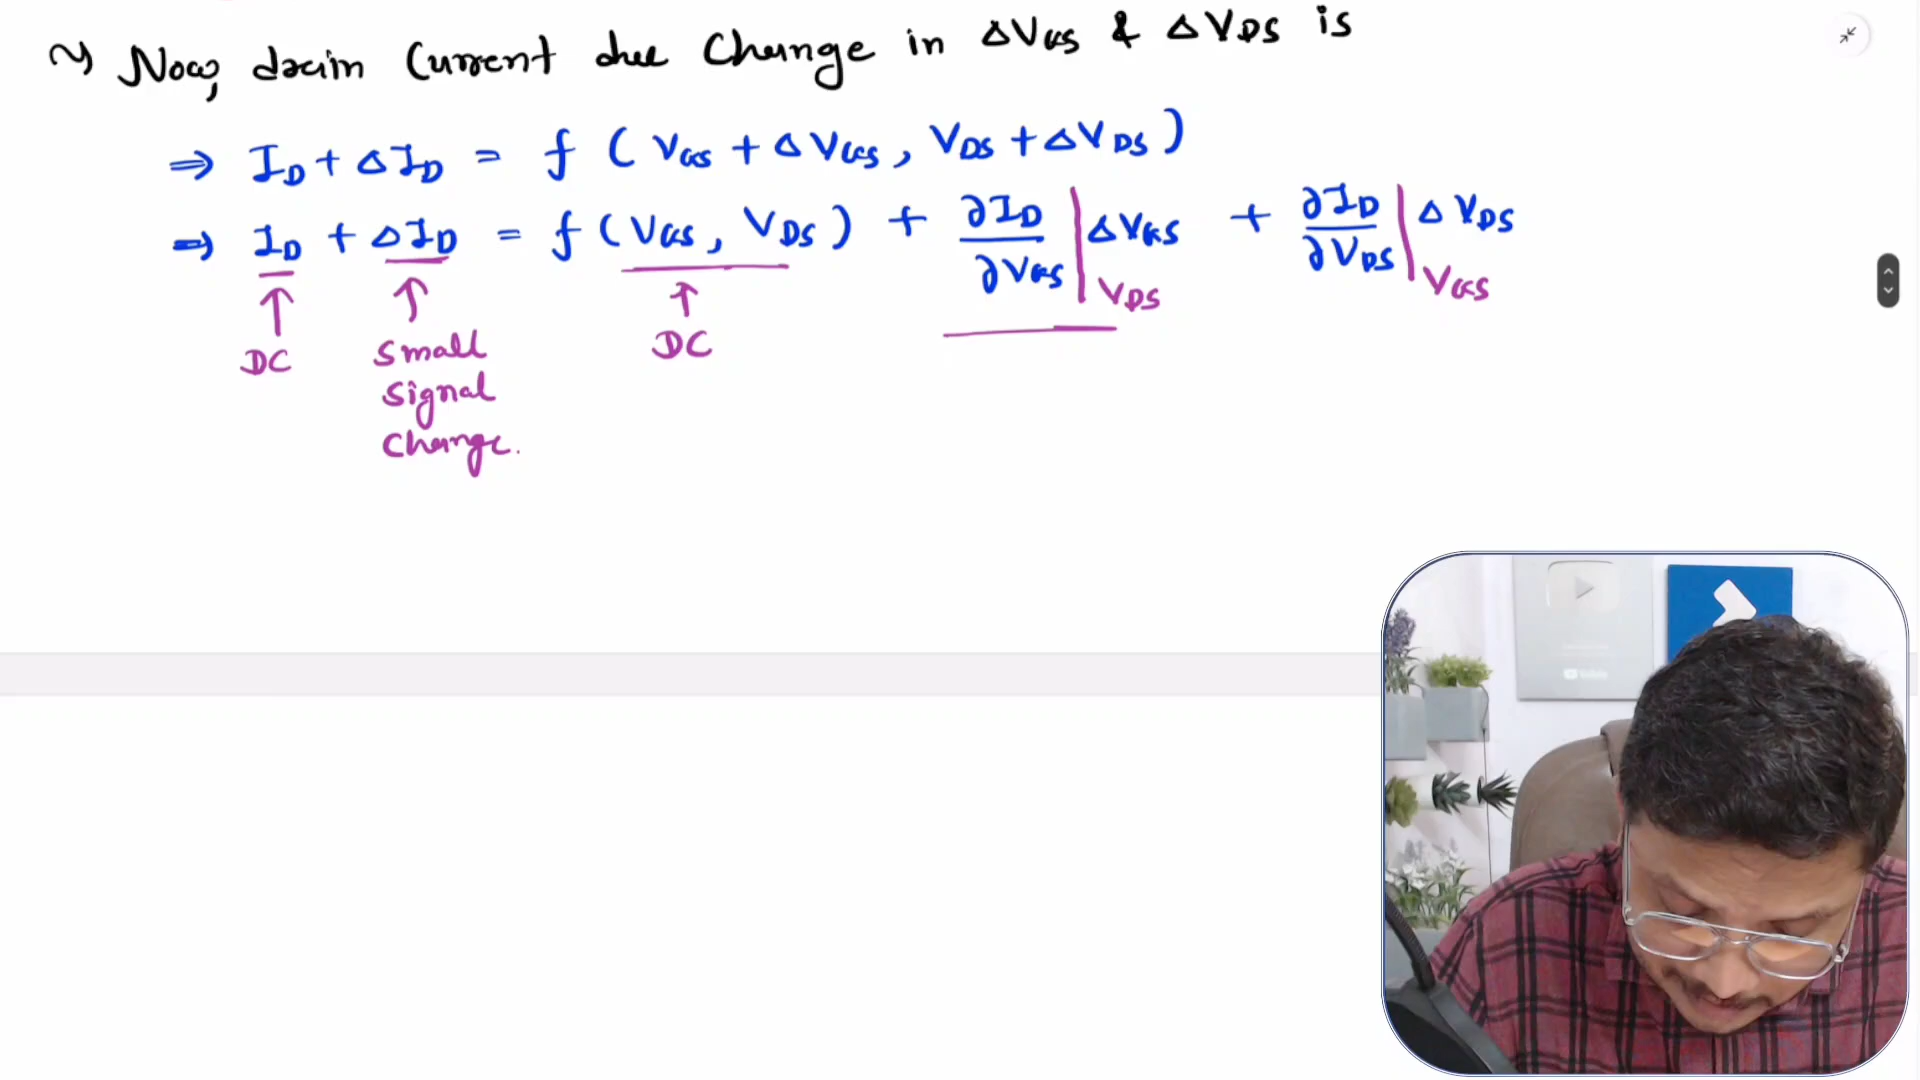 ~> Now, drain Current due Change in ΔVGS & ΔVDS is
⇒ ID + ΔID = f ( VGS + ΔVGS, VDS + ΔVDS )
⇒ ID + ΔID = f ( VGS, VDS ) + ∂ID/∂VGS |VDS ΔVGS + ∂ID/∂VDS |VGS ΔVDS
↑ DC
↑ Small
Signal
Change.
↑ DC